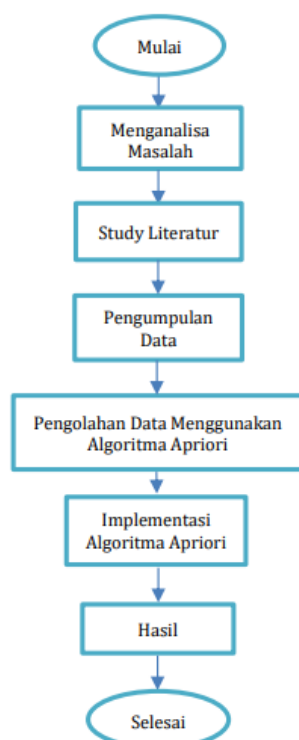 Mulai
Menganalisa
Masalah
Study Literatur
Pengumpulan
Data
Pengolahan Data Menggunakan
Algoritma Apriori
Implementasi
Algoritma Apriori
Hasil
Selesai